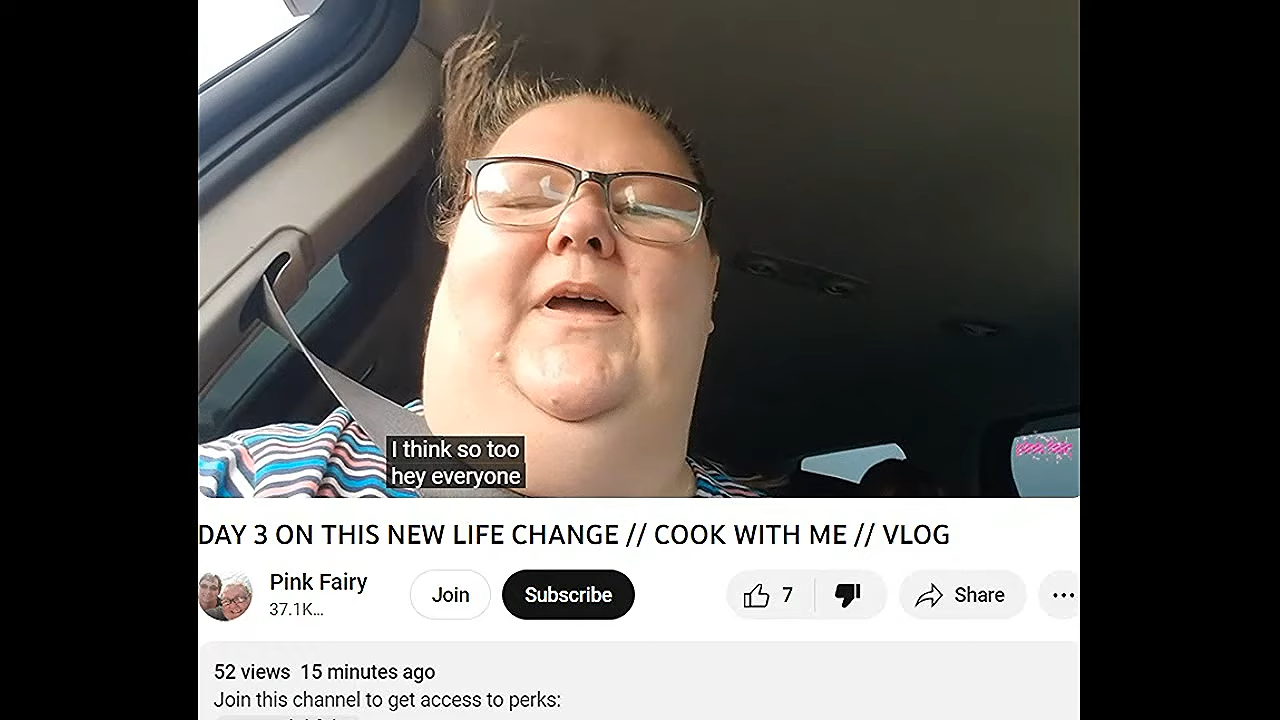 I think so too
hey everyone
DAY 3 ON THIS NEW LIFE CHANGE // COOK WITH ME // VLOG
Pink Fairy
37.1K...
Join
Subscribe
7
Share
...
52 views 15 minutes ago
Join this channel to get access to perks: